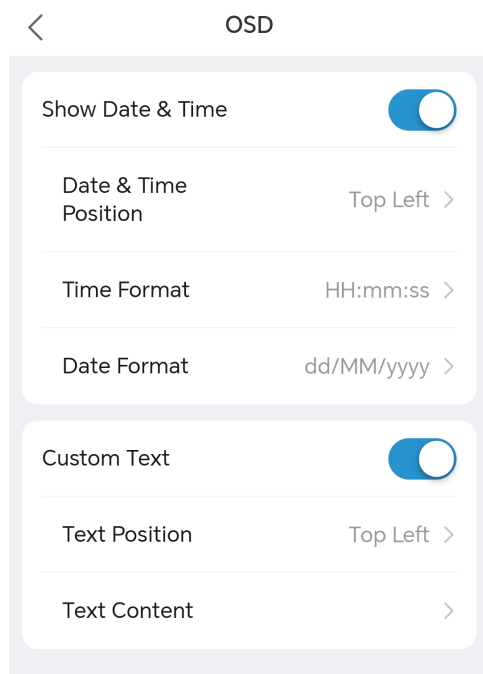 OSD
Show Date & Time
Date & Time
Position
Top Left
Time Format
HH:mm:ss
Date Format
dd/MM/yyyy
Custom Text
Text Position
Top Left
Text Content